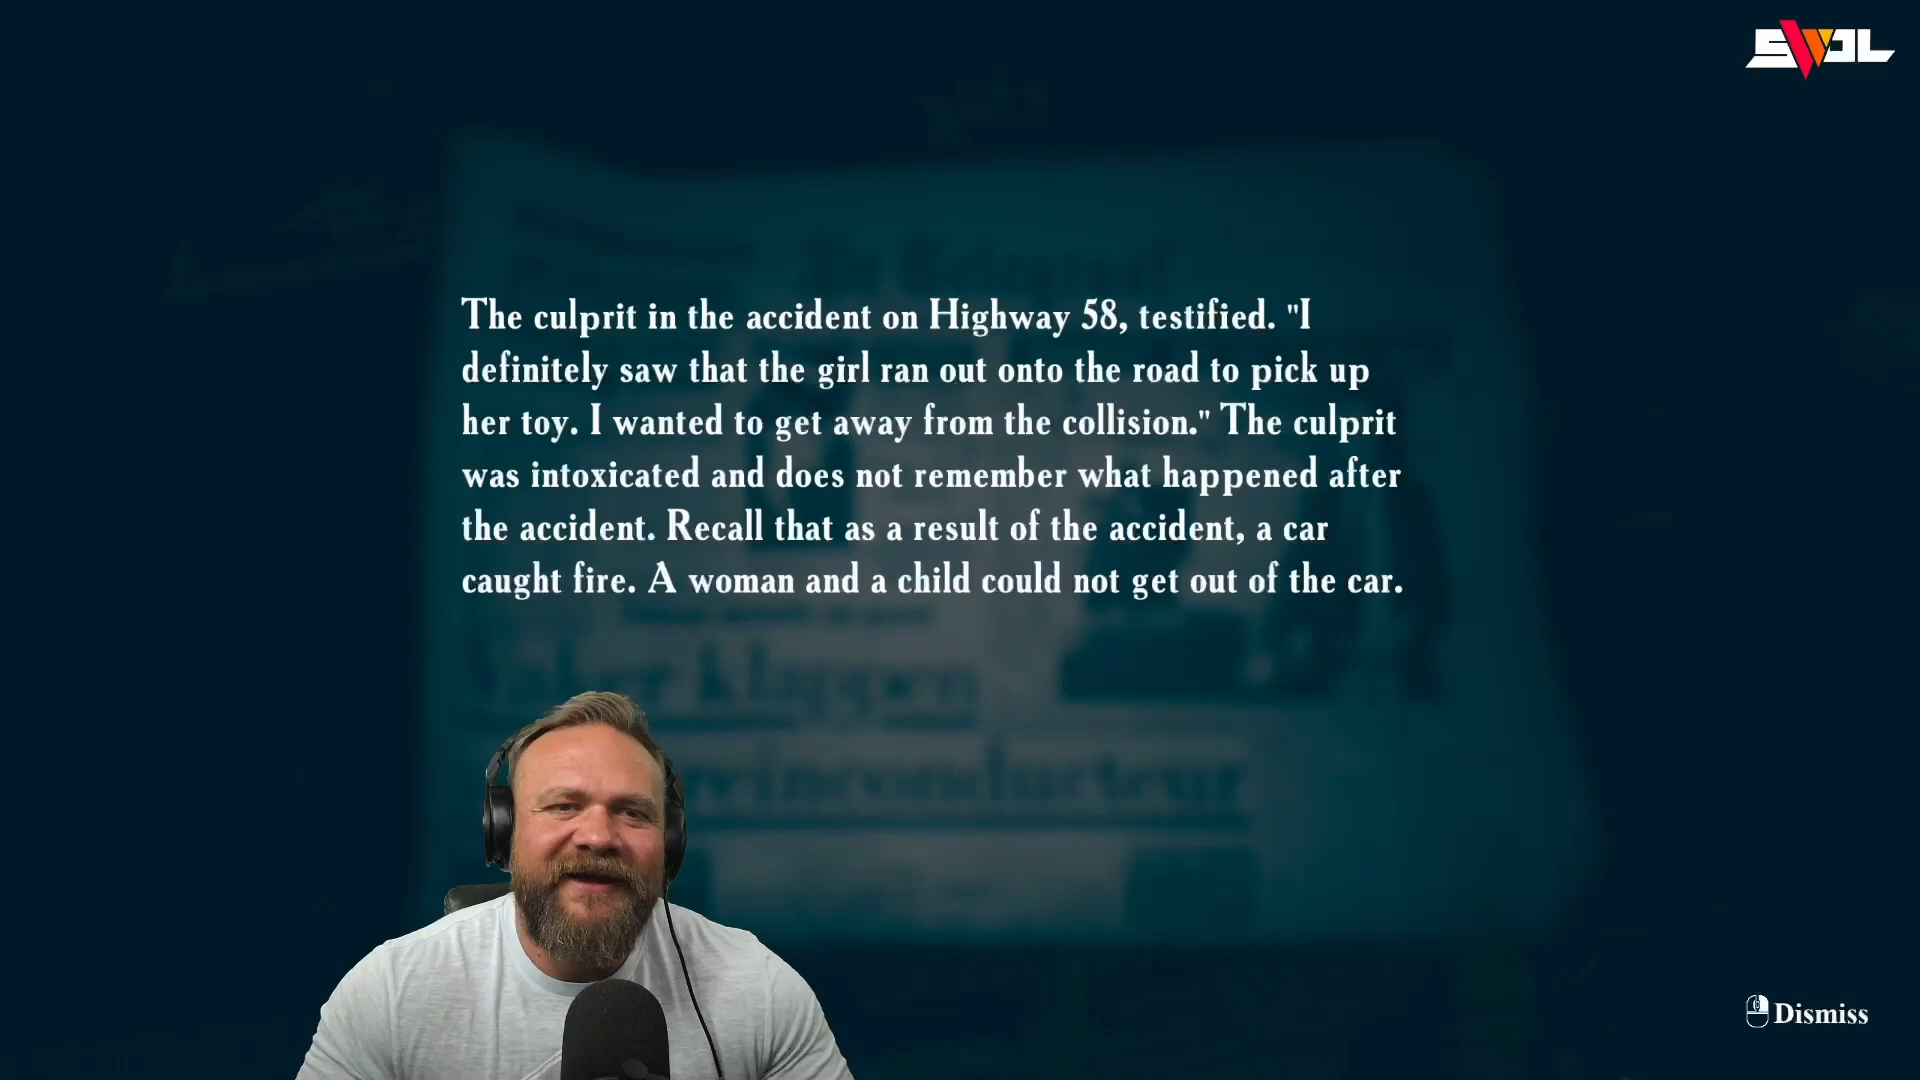 SWOL
The culprit in the accident on Highway 58, testified. "I
definitely saw that the girl ran out onto the road to pick up
her toy. I wanted to get away from the collision." The culprit
was intoxicated and does not remember what happened after
the accident. Recall that as a result of the accident, a car
caught fire. A woman and a child could not get out of the car.
Dismiss